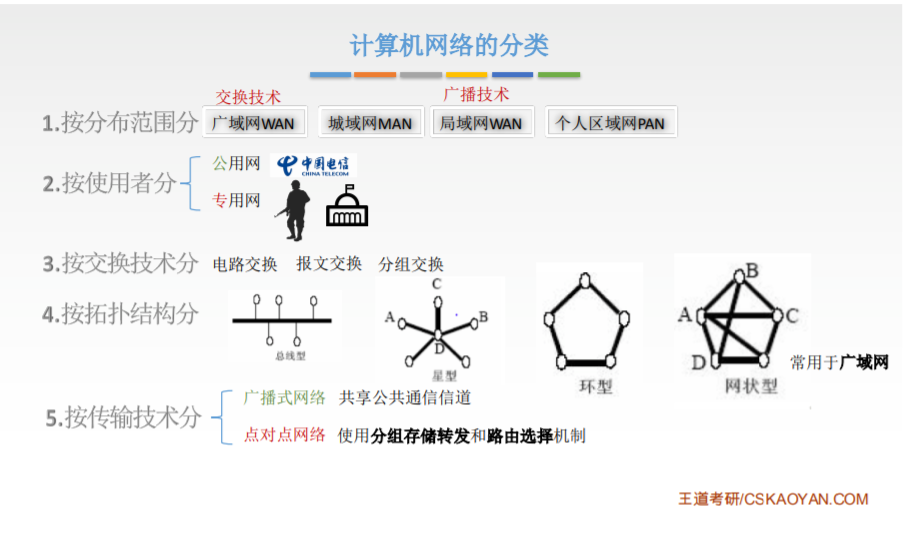 计算机网络的分类
交换技术 广播技术
1.按分布范围分 广域网WAN 城域网MAN 局域网WAN 个人区域网PAN
2.按使用者分
公用网 中国电信 CHINA TELECOM
专用网
3.按交换技术分 电路交换 报文交换 分组交换
4.按拓扑结构分
总线型
C
A B
D
星型
环型
B
A C
D
网状型
常用于广域网
5.按传输技术分
广播式网络 共享公共通信信道
点对点网络 使用分组存储转发和路由选择机制
王道考研/CSKAOYAN.COM